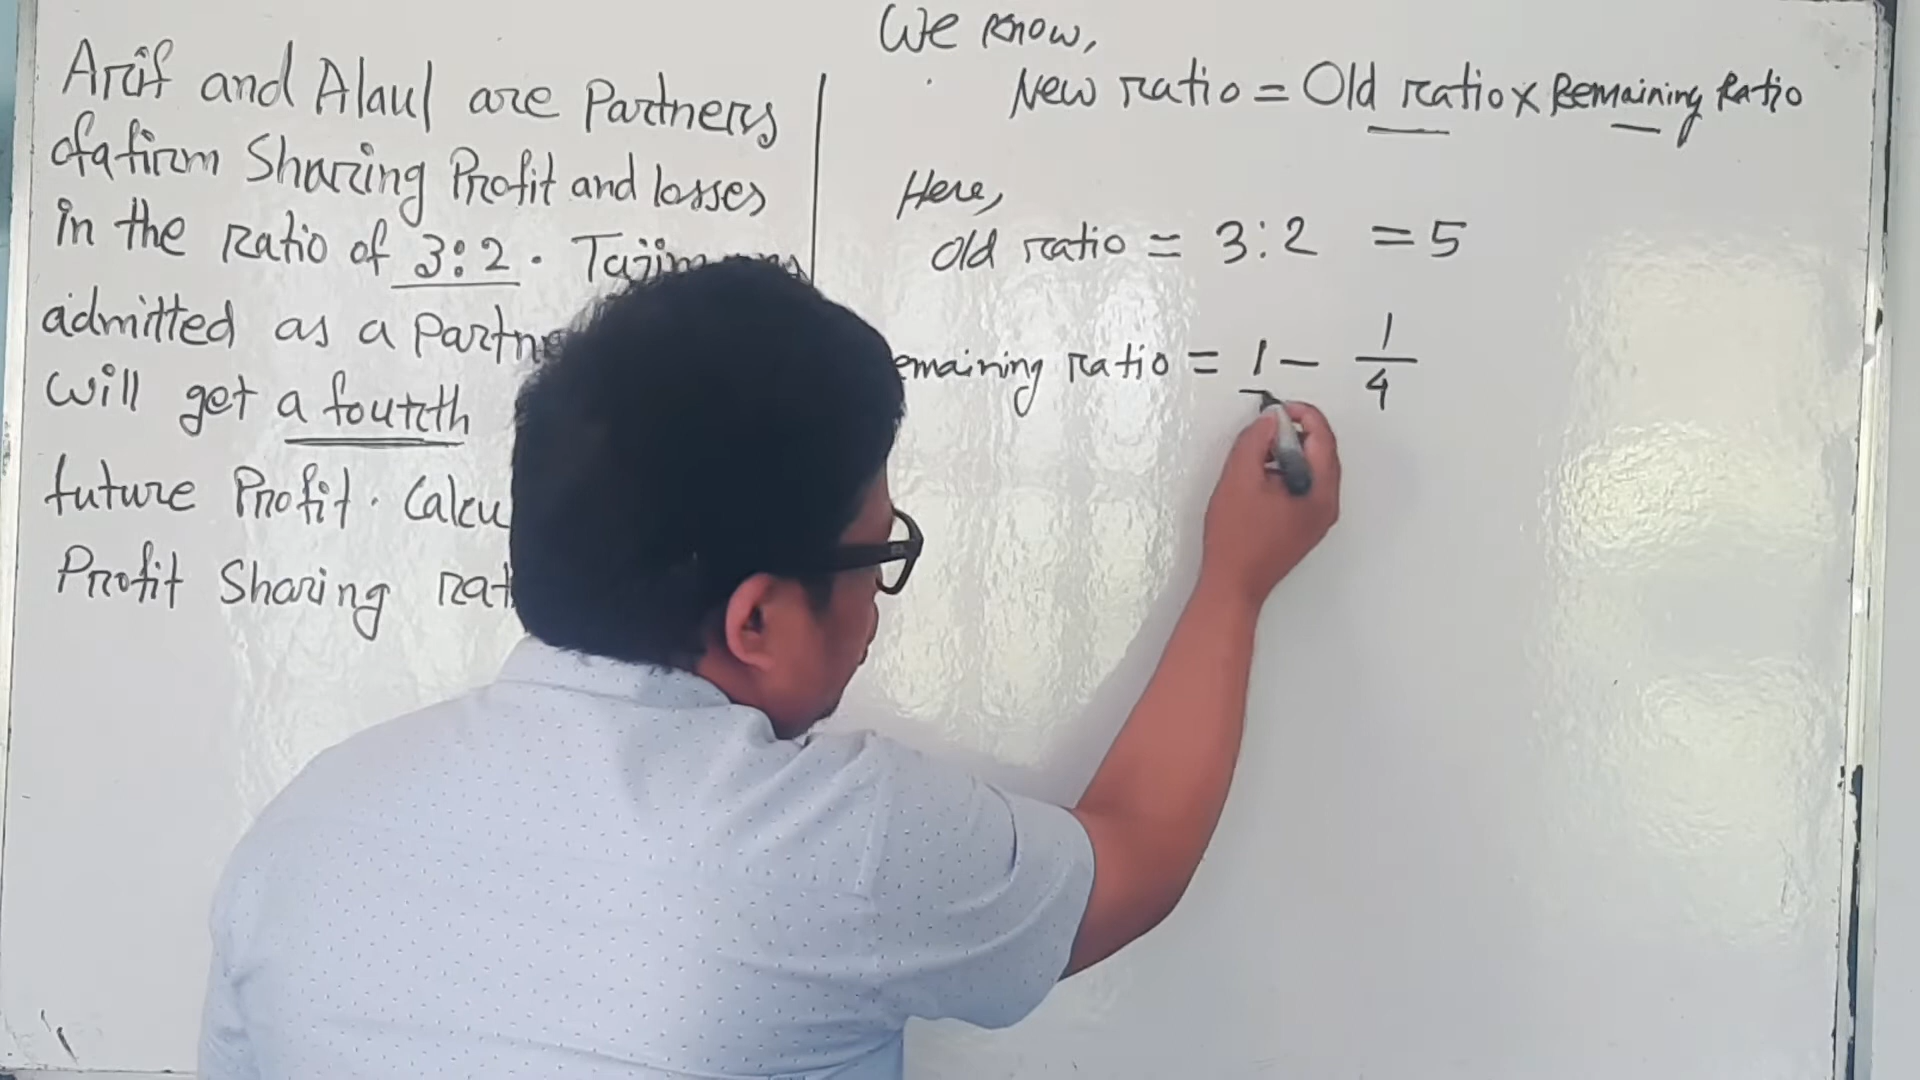 Arif and Alaul are Partners
of a firm Sharing Profit and losses
in the ratio of 3:2. Tajim
admitted as a Partn
will get a fourth
future Profit. Calcu
Profit Sharing rat
We know,
New ratio = Old ratio x Remaining Ratio
Here,
Old ratio = 3:2 = 5
emaining ratio = 1 - 1/4